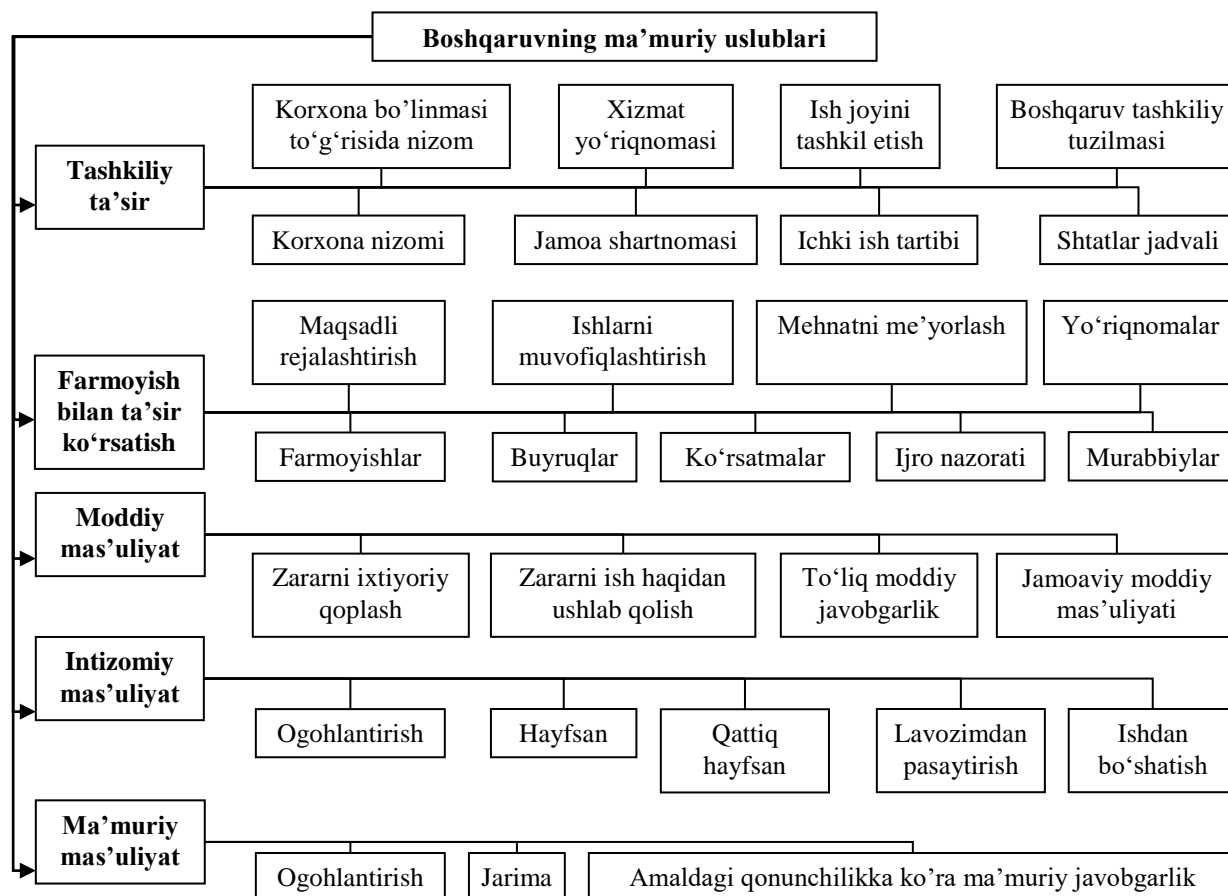 Boshqaruvning ma’muriy uslublari
Korxona bo’linmasi
to‘g‘risida nizom
Xizmat
yo‘riqnomasi
Ish joyini
tashkil etish
Boshqaruv tashkiliy
tuzilmasi
Tashkiliy
ta’sir
Korxona nizomi
Jamoa shartnomasi
Ichki ish tartibi
Shtatlar jadvali
Maqsadli
rejalashtirish
Ishlarni
muvofiqlashtirish
Mehnatni me’yorlash
Yo‘riqnomalar
Farmoyish
bilan ta’sir
ko‘rsatish
Farmoyishlar
Buyruqlar
Ko‘rsatmalar
Ijro nazorati
Murabbiylar
Moddiy
mas’uliyat
Zararni ixtiyoriy
qoplash
Zararni ish haqidan
ushlab qolish
To‘liq moddiy
javobgarlik
Jamoaviy moddiy
mas’uliyati
Intizomiy
mas’uliyat
Ogohlantirish
Hayfsan
Qattiq
hayfsan
Lavozimdan
pasaytirish
Ishdan
bo‘shatish
Ma’muriy
mas’uliyat
Ogohlantirish
Jarima
Amaldagi qonunchilikka ko’ra ma’muriy javobgarlik